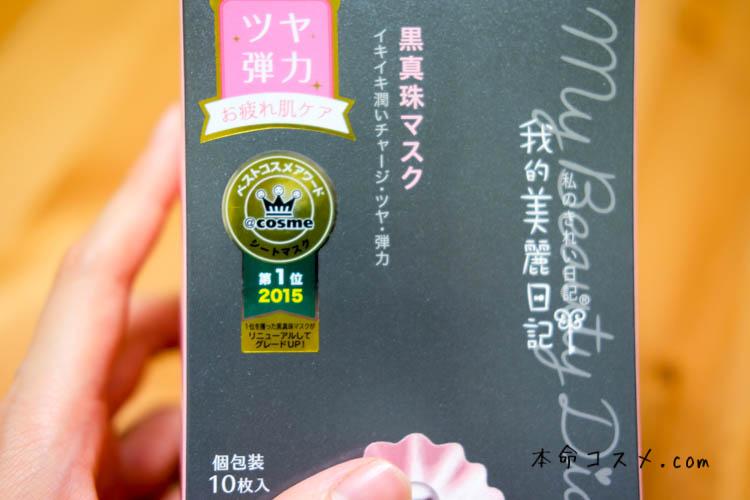 ツヤ
弾力
お疲れ肌ケア
ベストコスメアワード
@cosme
シートマスク
第1位
2015
1位を獲った黒真珠マスクが
リニューアルして
グレードUP!
黒真珠マスク
イキイキ潤いチャージ・ツヤ・弾力
我的美麗日記
私のきれい日記®
My Beauty Dia
個包装
10枚入
本命コスメ.com